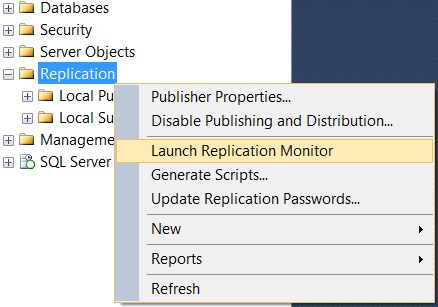 Databases
Security
Server Objects
Replication
Local Pu
Local Su
Manageme
SQL Server
Publisher Properties...
Disable Publishing and Distribution...
Launch Replication Monitor
Generate Scripts...
Update Replication Passwords...
New
Reports
Refresh